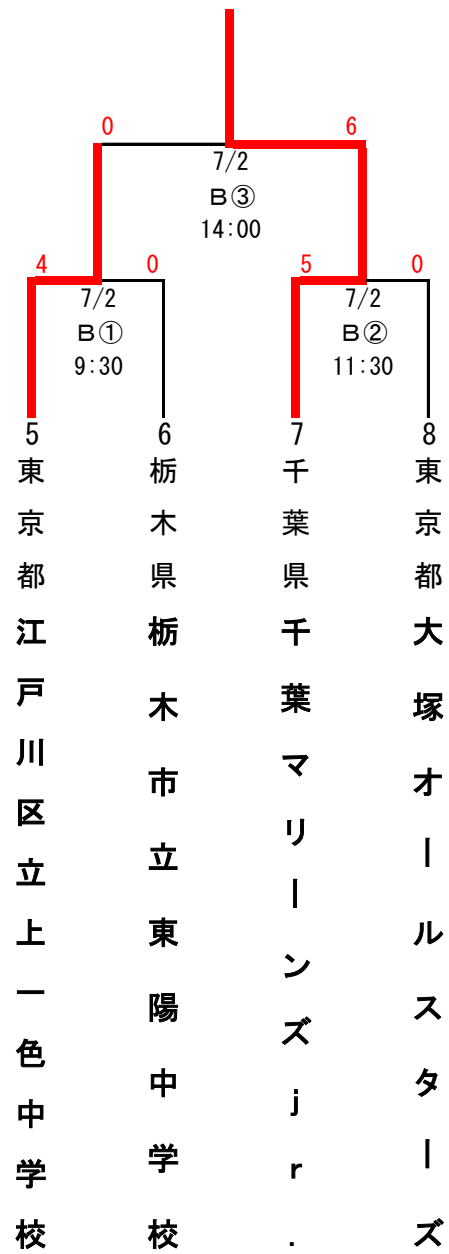 0 6
7/2
B③
14:00
4 0 5 0
7/2 7/2
B① B②
9:30 11:30
5 6 7 8
東京都 江戸川区立上一色中学校
栃木県 栃木市立東陽中学校
千葉県 千葉マリーンズjr.
東京都 大塚オールスターズ